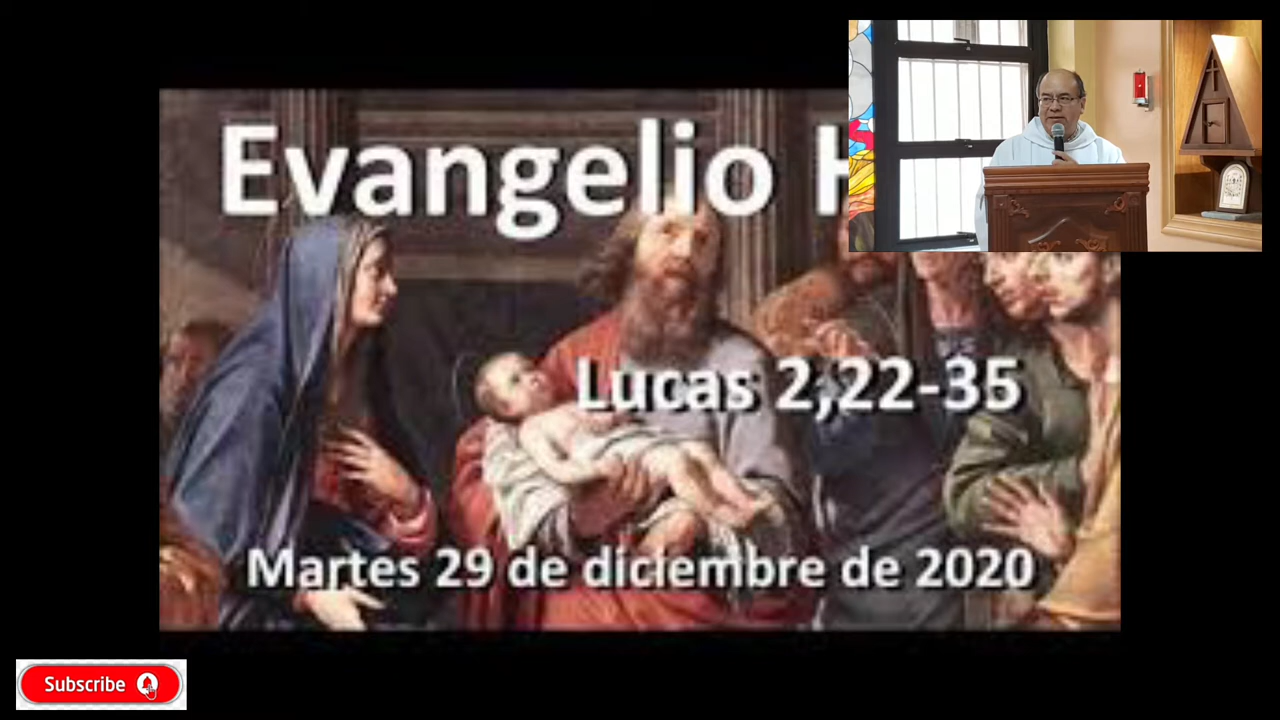 Evangelio H
Lucas 2,22-35
Martes 29 de diciembre de 2020
Subscribe